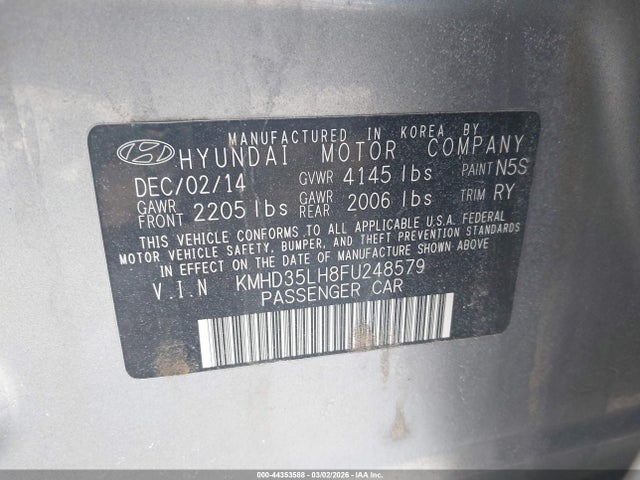 MANUFACTURED IN KOREA BY
HYUNDAI MOTOR COMPANY
DEC/02/14 GVWR 4145 lbs PAINT N5S
GAWR FRONT 2205 lbs GAWR REAR 2006 lbs TRIM RY
THIS VEHICLE CONFORMS TO ALL APPLICABLE U.S.A. FEDERAL
MOTOR VEHICLE SAFETY, BUMPER, AND THEFT PREVENTION STANDARDS
IN EFFECT ON THE DATE OF MANUFACTURE SHOWN ABOVE.
V.I.N KMHD35LH8FU248579
PASSENGER CAR
000-44353588 | 03/02/2026 | IAA Inc.